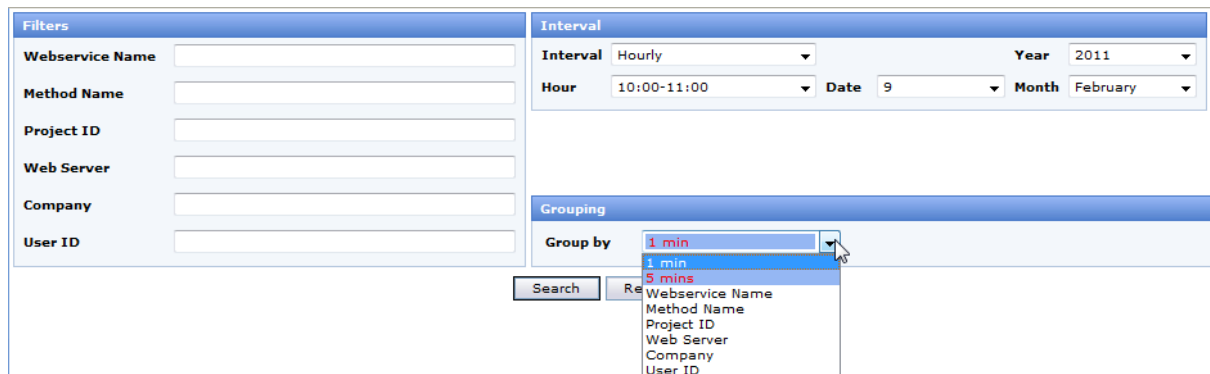 Filters
Webservice Name
Method Name
Project ID
Web Server
Company
User ID
Interval
Interval Hourly Year 2011
Hour 10:00-11:00 Date 9 Month February
Grouping
Group by 1 min
1 min
5 mins
Webservice Name
Method Name
Project ID
Web Server
Company
User ID
Search Re